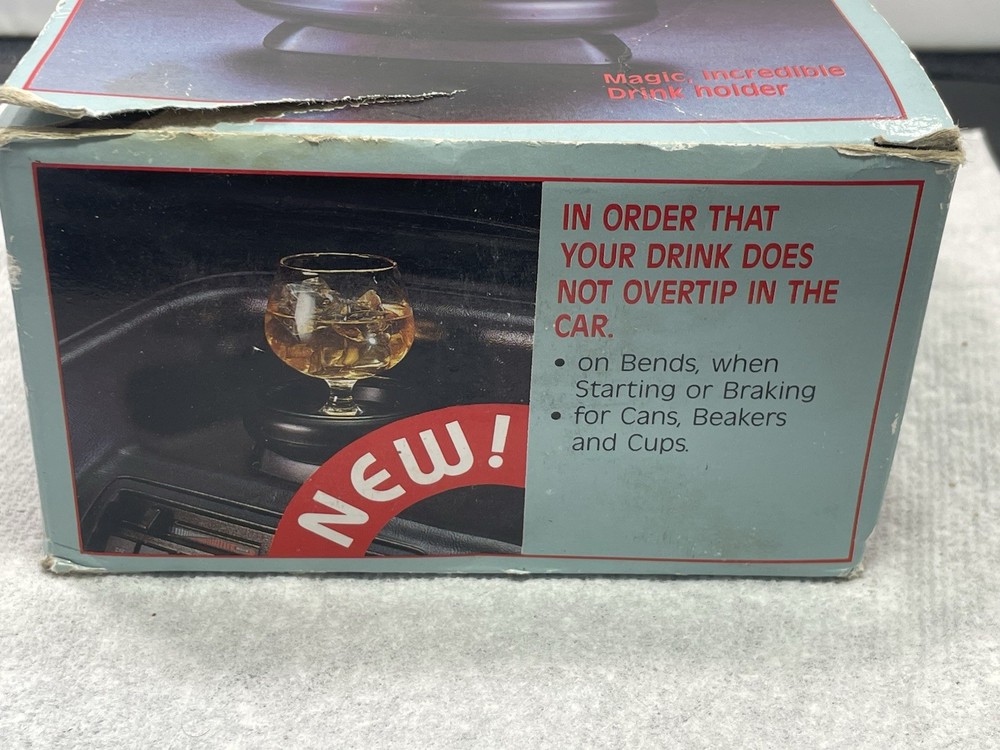 Magic, incredible
Drink holder
IN ORDER THAT
YOUR DRINK DOES
NOT OVERTIP IN THE
CAR.
• on Bends, when
Starting or Braking
• for Cans, Beakers
and Cups.
NEW!